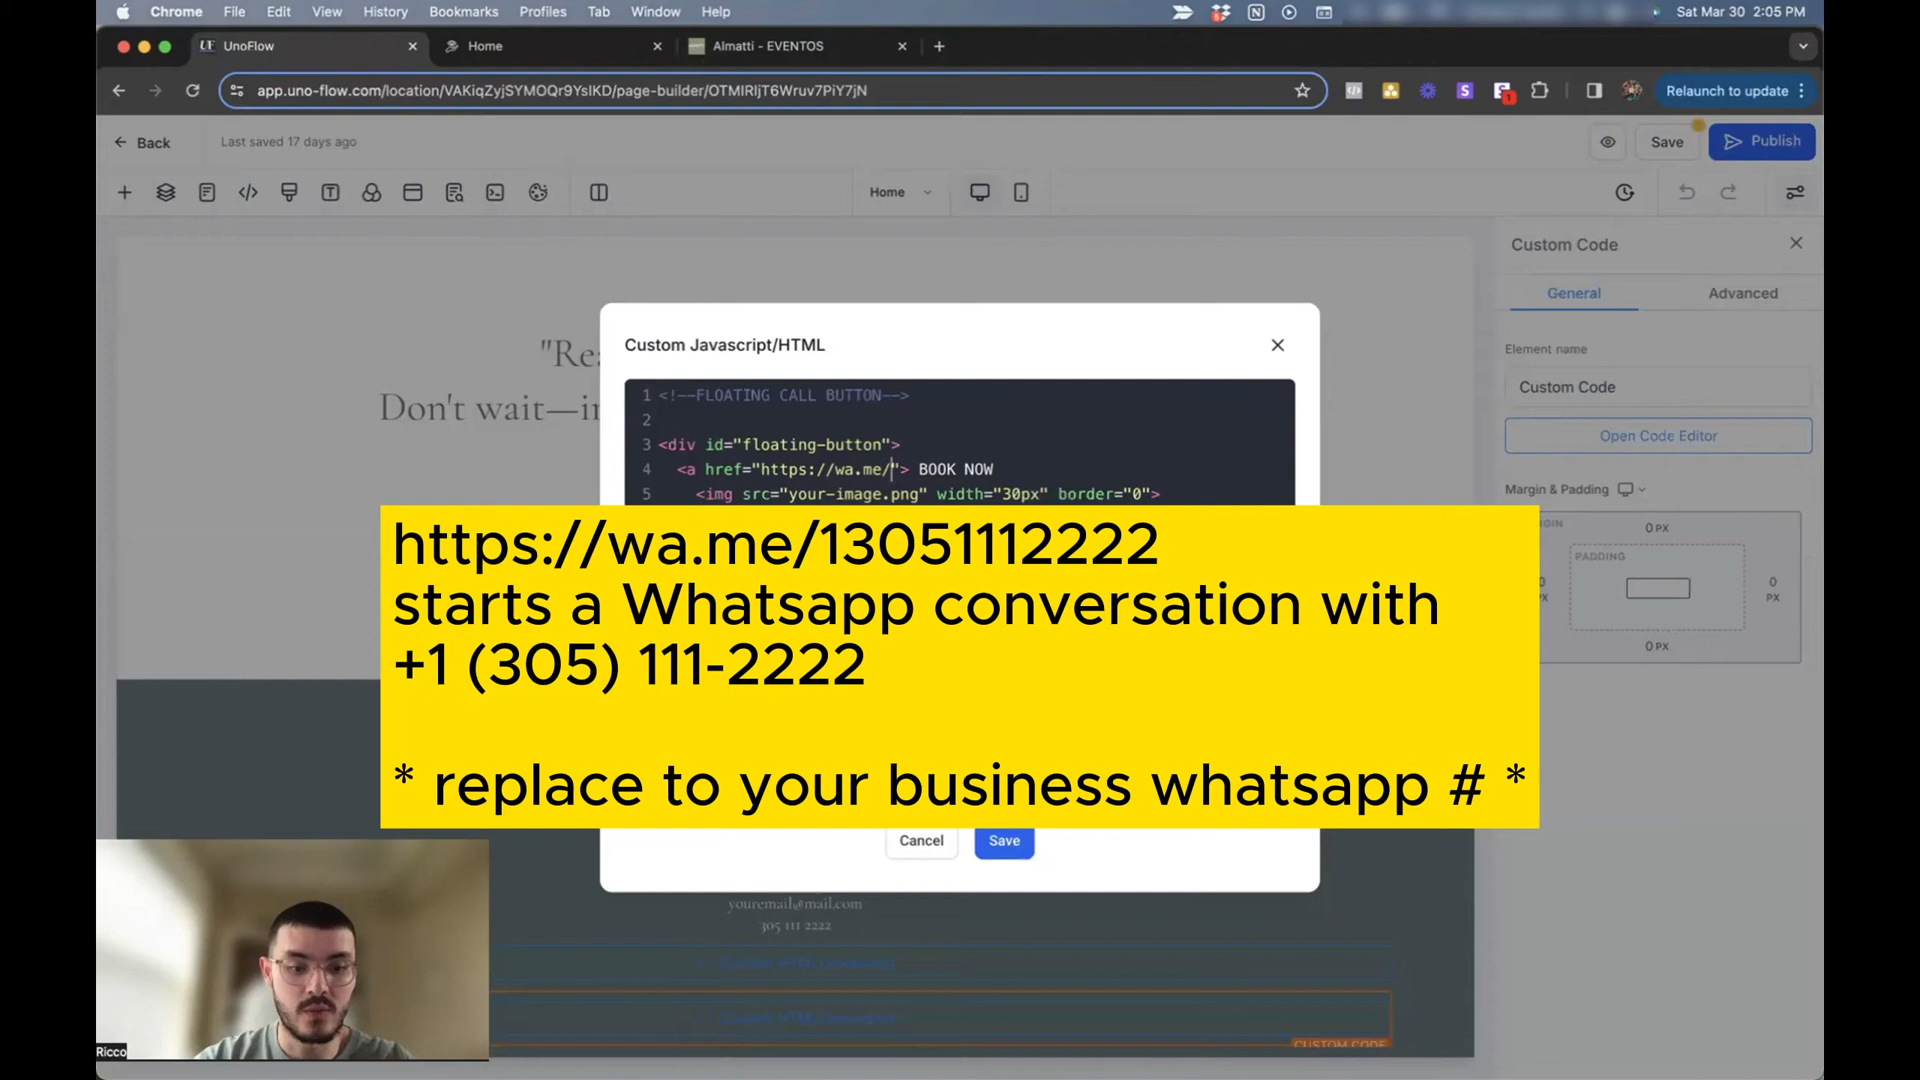 Chrome File Edit View History Bookmarks Profiles Tab Window Help
Sat Mar 30 2:05 PM
UF UnoFlow
Home
Almatti - EVENTOS
app.uno-flow.com/location/VAKiqZyjSYMOQr9YsIKD/page-builder/OTMIRIjT6Wruv7PiY7jN
Relaunch to update
Back
Last saved 17 days ago
Save
Publish
Home
Custom Code
General
Advanced
"Rea
Don't wait—in
Custom Javascript/HTML
1 <!--FLOATING CALL BUTTON-->
2
3 <div id="floating-button">
4 <a href="https://wa.me/"> BOOK NOW
5 <img src="your-image.png" width="30px" border="0">
Element name
Custom Code
Open Code Editor
Margin & Padding
0 PX
PADDING
0
PX
0 PX
https://wa.me/13051112222
starts a Whatsapp conversation with
+1 (305) 111-2222
* replace to your business whatsapp # *
Cancel
Save
youremail@mail.com
305 111 2222
CUSTOM CODE
Ricco